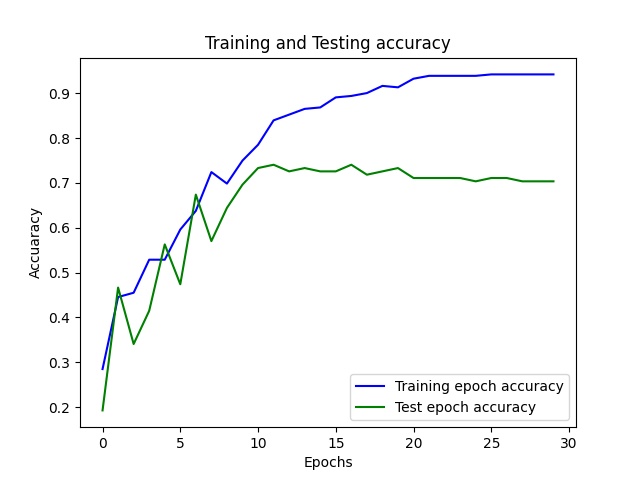 Training and Testing accuracy
Accuaracy
0.9
0.8
0.7
0.6
0.5
0.4
0.3
0.2
Training epoch accuracy
Test epoch accuracy
0 5 10 15 20 25 30
Epochs